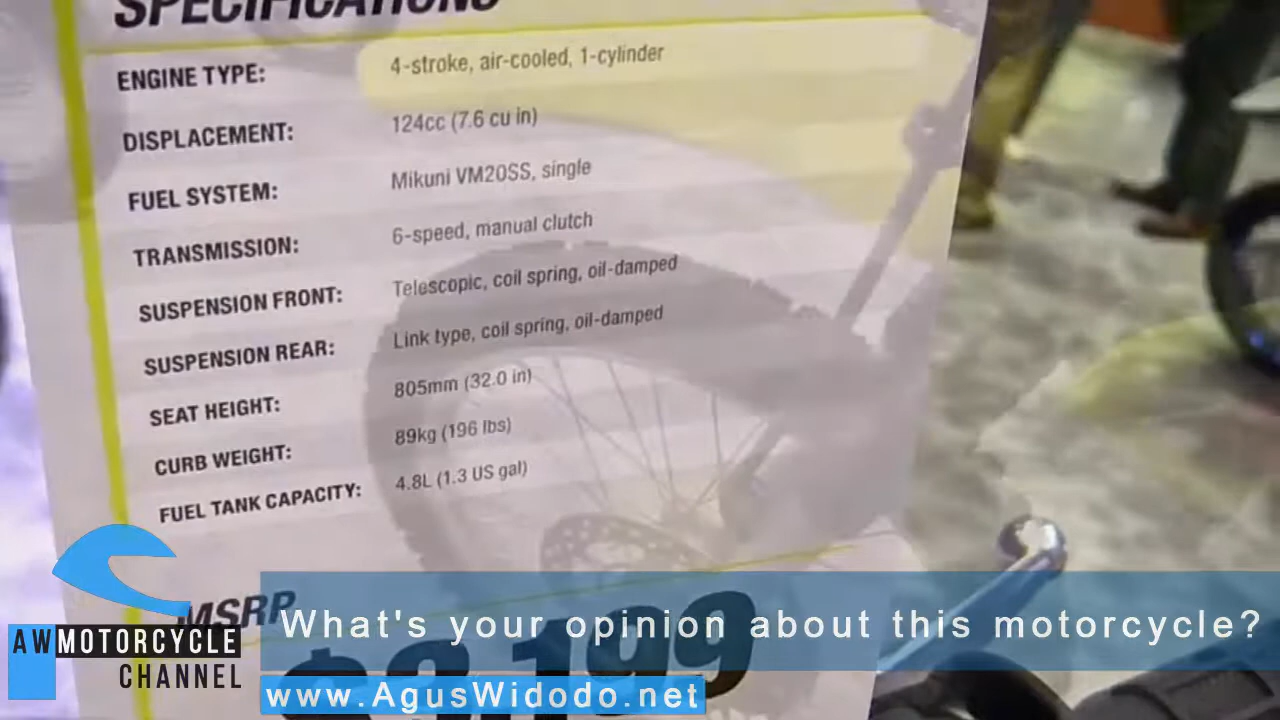 SPECIFICATIONS
ENGINE TYPE: 4-stroke, air-cooled, 1-cylinder
DISPLACEMENT: 124cc (7.6 cu in)
FUEL SYSTEM: Mikuni VM20SS, single
TRANSMISSION: 6-speed, manual clutch
SUSPENSION FRONT: Telescopic, coil spring, oil-damped
SUSPENSION REAR: Link type, coil spring, oil-damped
SEAT HEIGHT: 805mm (32.0 in)
CURB WEIGHT: 89kg (196 lbs)
FUEL TANK CAPACITY: 4.8L (1.3 US gal)
MSRP
What's your opinion about this motorcycle?
AWMOTORCYCLE
CHANNEL
www.AgusWidodo.net